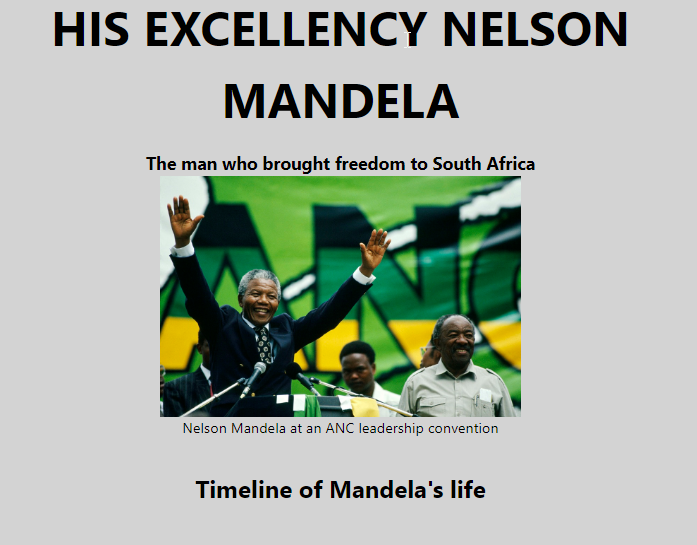 HIS EXCELLENCY NELSON
MANDELA
The man who brought freedom to South Africa
ANC
Nelson Mandela at an ANC leadership convention
Timeline of Mandela's life